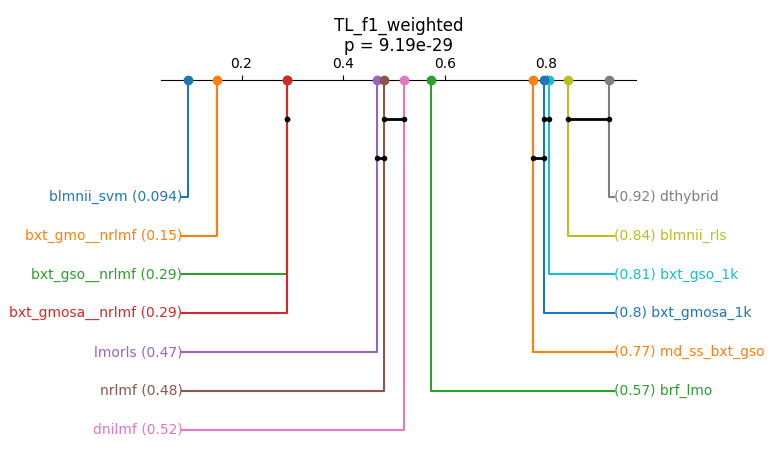 TL_f1_weighted
p = 9.19e-29
0.2 0.4 0.6 0.8
blmnii_svm (0.094)
(0.92) dthybrid
bxt_gmo__nrlmf (0.15)
(0.84) blmnii_rls
bxt_gso__nrlmf (0.29)
(0.81) bxt_gso_1k
bxt_gmosa__nrlmf (0.29)
(0.8) bxt_gmosa_1k
lmorls (0.47)
(0.77) md_ss_bxt_gso
nrlmf (0.48)
(0.57) brf_lmo
dnilmf (0.52)